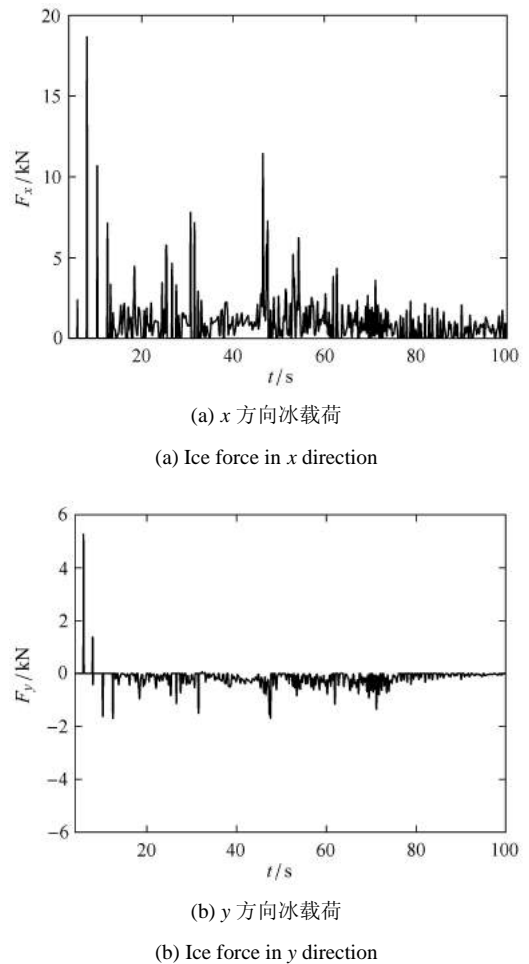 20
15
10
5
0
F_x/kN
20
40
60
80
100
t/s
(a) x 方向冰载荷
(a) Ice force in x direction
6
4
2
0
−2
−4
−6
F_y/kN
20
40
60
80
100
t/s
(b) y 方向冰载荷
(b) Ice force in y direction